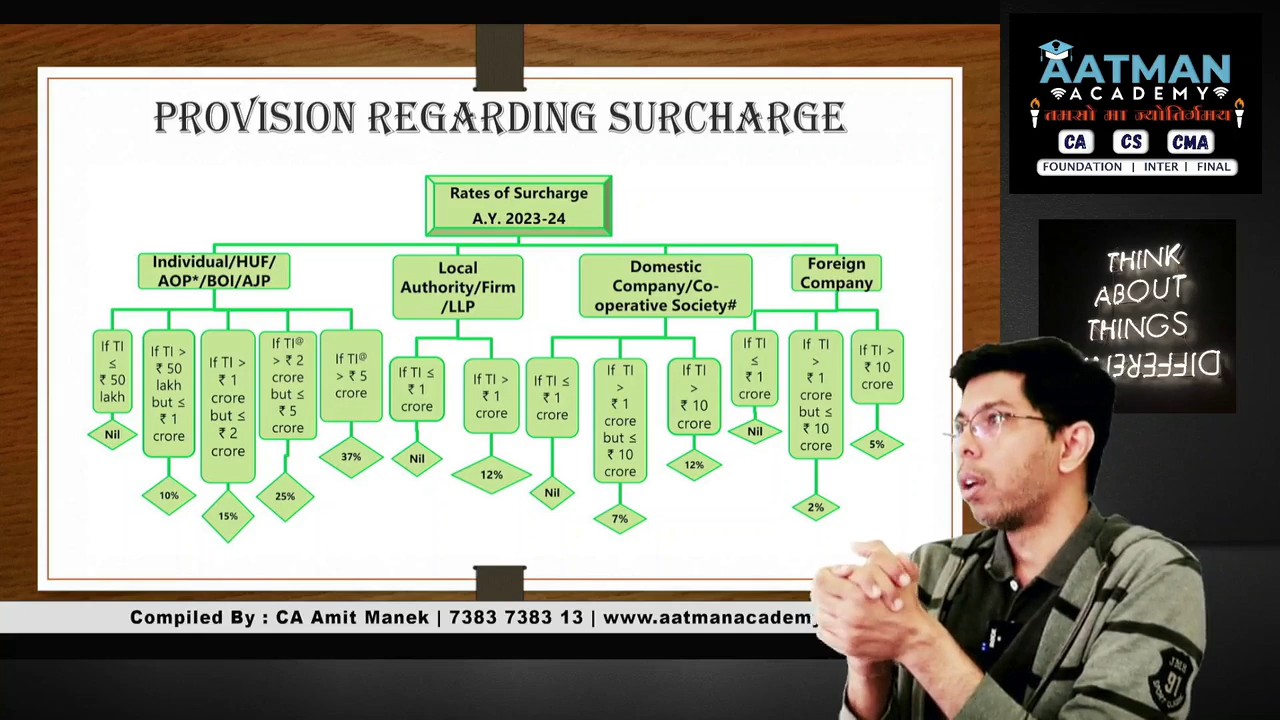 PROVISION REGARDING SURCHARGE
Rates of Surcharge
A.Y. 2023-24
Individual/HUF/
AOP*/BOI/AJP
Local
Authority/Firm
/LLP
Domestic
Company/Co-
operative Society#
Foreign
Company
If TI
≤
₹ 50
lakh
Nil
If TI >
₹ 50
lakh
but ≤
₹ 1
crore
10%
If TI >
₹ 1
crore
but ≤
₹ 2
crore
15%
If TI@
> ₹ 2
crore
but ≤
₹ 5
crore
25%
If TI@
> ₹ 5
crore
37%
If TI ≤
₹ 1
crore
Nil
If TI >
₹ 1
crore
12%
If TI ≤
₹ 1
crore
Nil
If TI
>
₹ 1
crore
but ≤
₹ 10
crore
7%
If TI
>
₹ 10
crore
12%
If TI
≤
₹ 1
crore
Nil
If TI
>
₹ 1
crore
but ≤
₹ 10
crore
2%
If TI >
₹ 10
crore
5%
Compiled By : CA Amit Manek | 7383 7383 13 | www.aatmanacademy
AATMAN
ACADEMY
तमसो मा ज्योतिर्गमय
CA CS CMA
FOUNDATION | INTER | FINAL
THINK
ABOUT
THINGS
DIFFERE
JMR
91